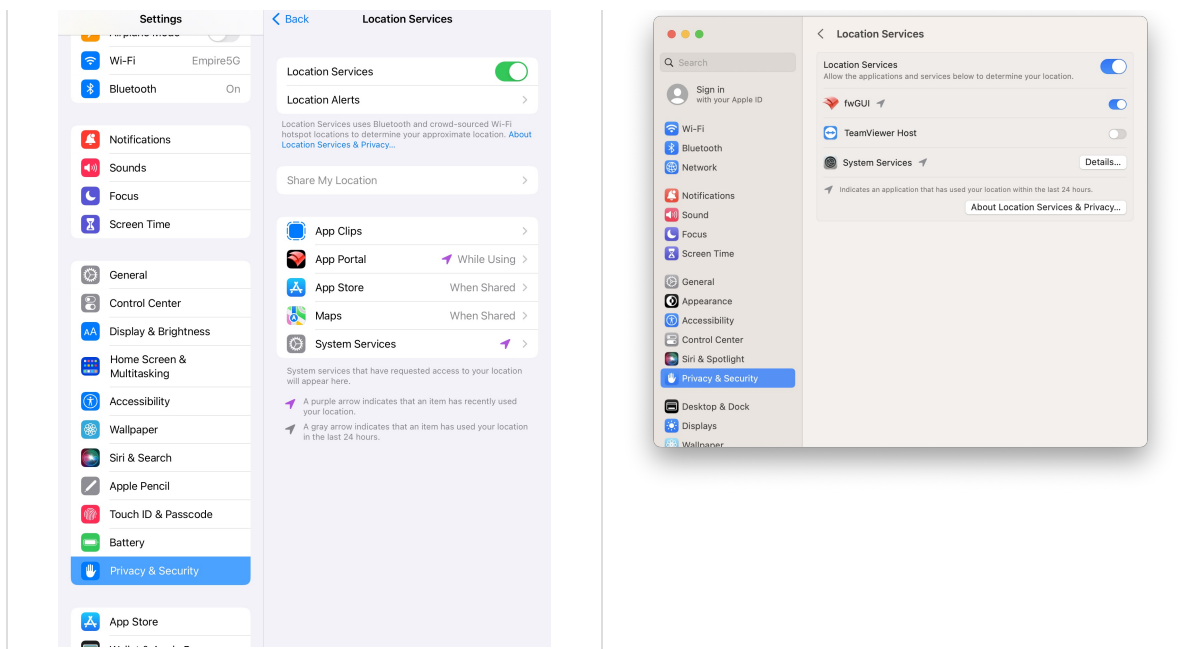 Settings
Airplane Mode
Wi-Fi
Empire5G
Bluetooth
On
Notifications
Sounds
Focus
Screen Time
General
Control Center
Display & Brightness
Home Screen &
Multitasking
Accessibility
Wallpaper
Siri & Search
Apple Pencil
Touch ID & Passcode
Battery
Privacy & Security
App Store
Back
Location Services
Location Services
Location Alerts
Location Services uses Bluetooth and crowd-sourced Wi-Fi
hotspot locations to determine your approximate location. About
Location Services & Privacy...
Share My Location
App Clips
App Portal
While Using
App Store
When Shared
Maps
When Shared
System Services
System services that have requested access to your location
will appear here.
A purple arrow indicates that an item has recently used
your location.
A gray arrow indicates that an item has used your location
in the last 24 hours.
Search
Sign in
with your Apple ID
Wi-Fi
Bluetooth
Network
Notifications
Sound
Focus
Screen Time
General
Appearance
Accessibility
Control Center
Siri & Spotlight
Privacy & Security
Desktop & Dock
Displays
Wallpaper
Location Services
Location Services
Allow the applications and services below to determine your location.
fwGUI
TeamViewer Host
System Services
Details...
Indicates an application that has used your location within the last 24 hours.
About Location Services & Privacy...